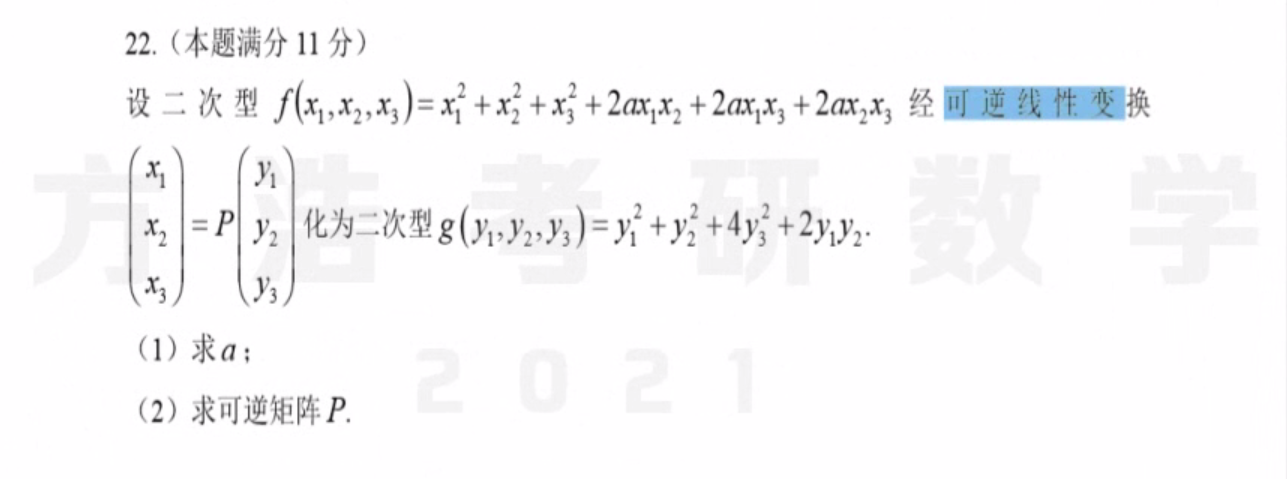 22.（本题满分 11 分）
设 二 次 型 f(x₁,x₂,x₃)=x₁²+x₂²+x₃²+2ax₁x₂+2ax₁x₃+2ax₂x₃ 经 可 逆 线 性 变 换
(x₁ x₂ x₃)=P(y₁ y₂ y₃) 化为二次型 g(y₁,y₂,y₃)=y₁²+y₂²+4y₃²+2y₁y₂.
方 浩 考 研 数 学
（1）求a；
2021
（2）求可逆矩阵 P.